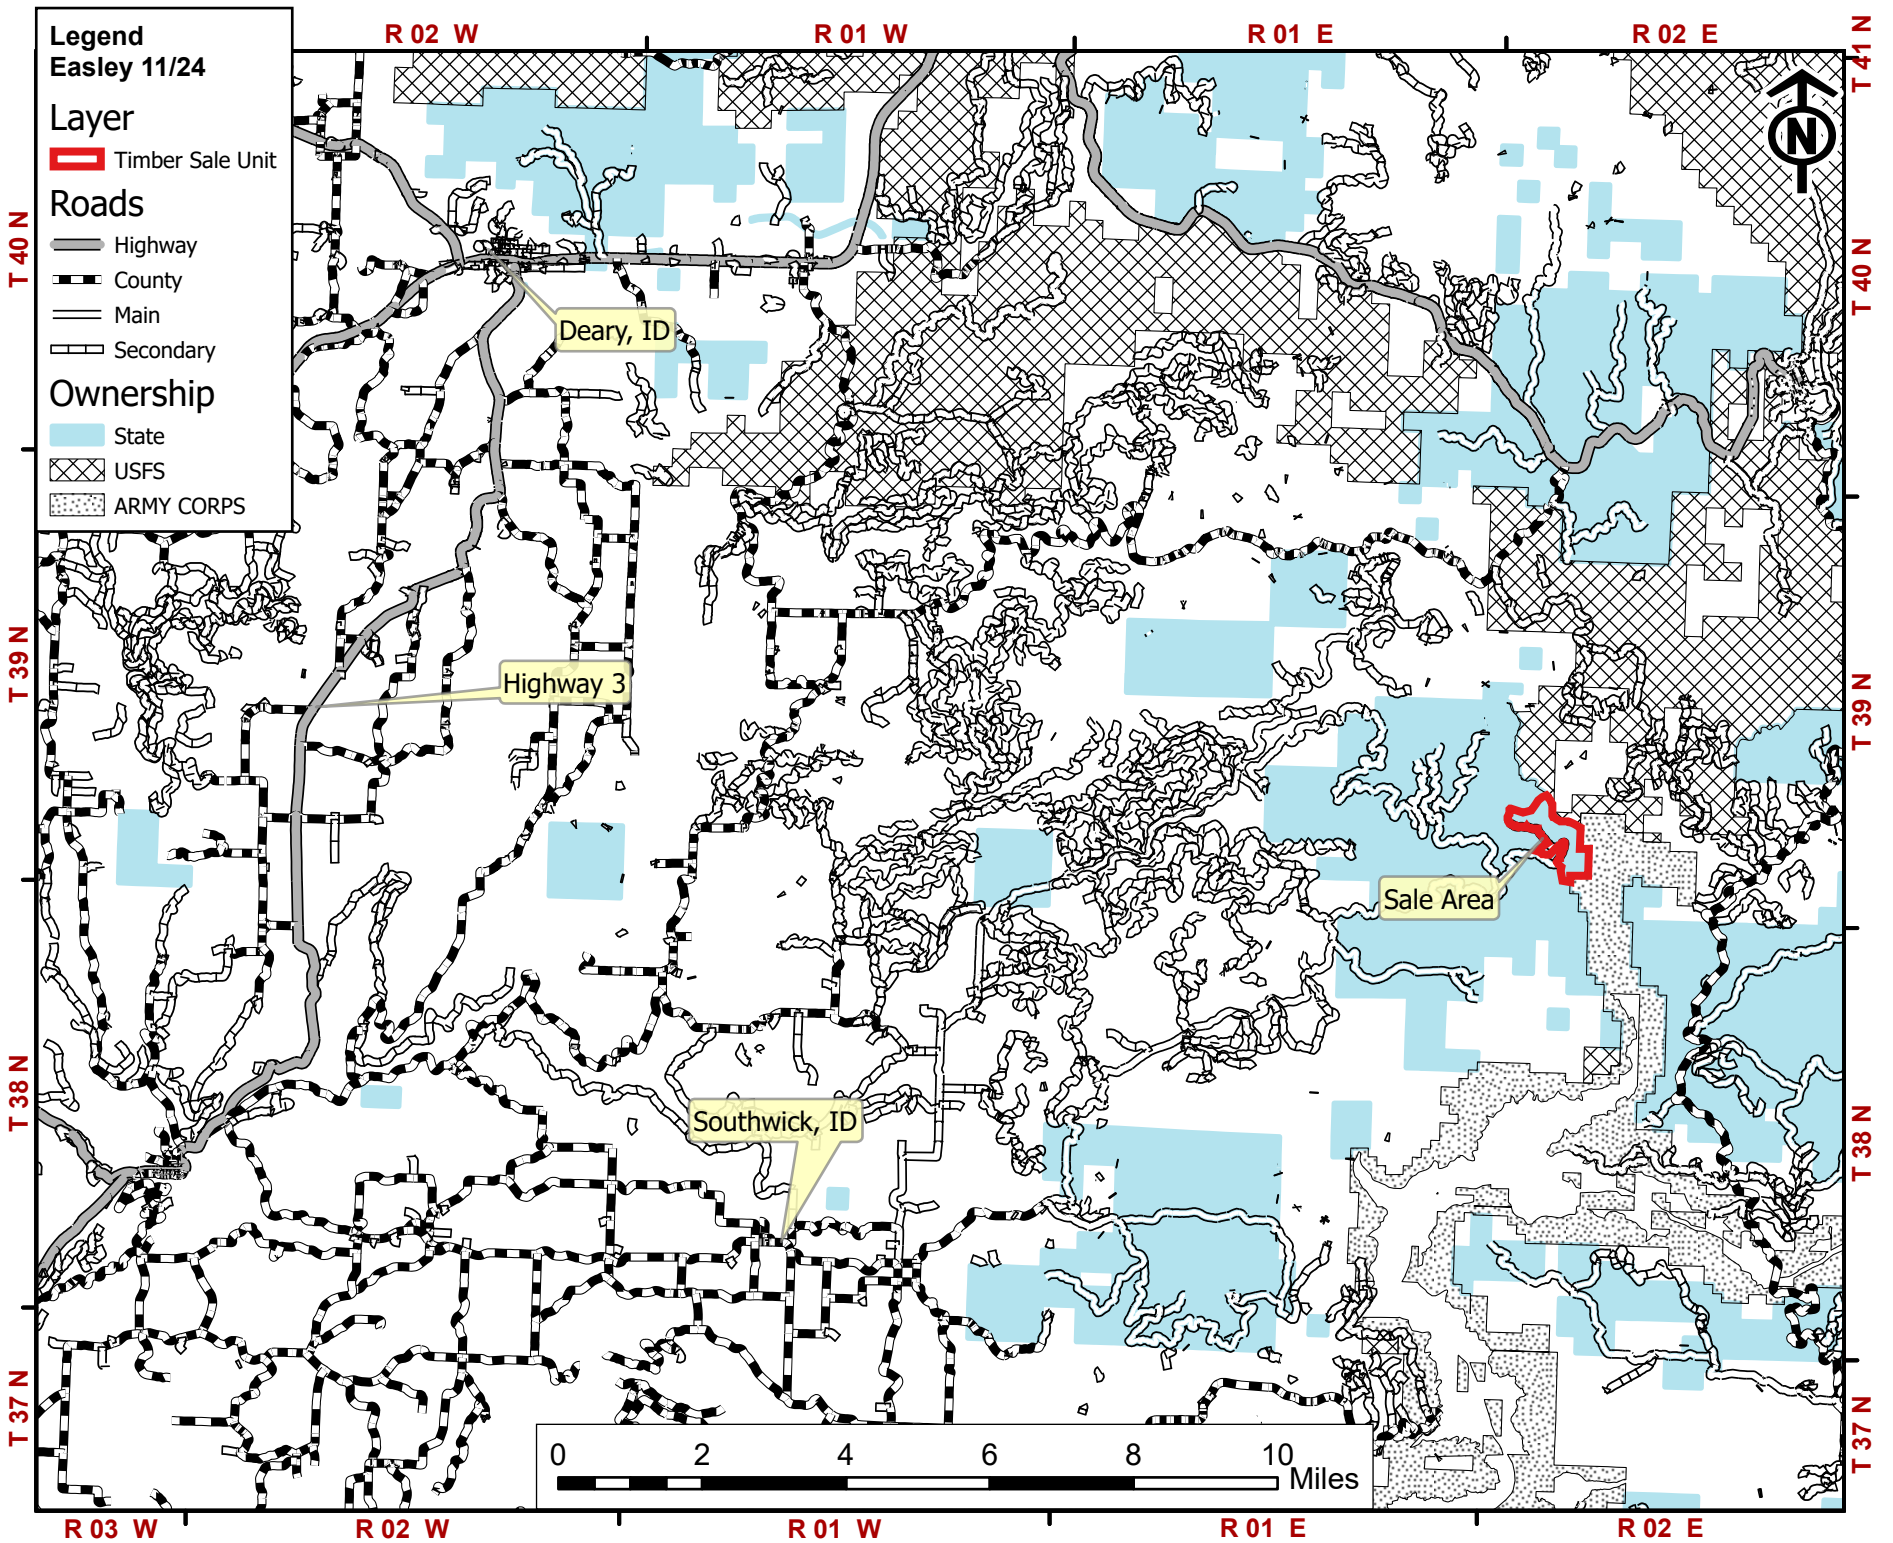 R 02 W
R 01 W
R 01 E
R 02 E
T 41 N
Legend
Easley 11/24
Layer
Timber Sale Unit
Roads
Highway
County
Main
Secondary
Ownership
State
USFS
ARMY CORPS
N
T 40 N
T 40 N
Deary, ID
T 39 N
Highway 3
T 39 N
Sale Area
T 38 N
Southwick, ID
T 38 N
T 37 N
T 37 N
0 2 4 6 8 10
Miles
R 03 W
R 02 W
R 01 W
R 01 E
R 02 E